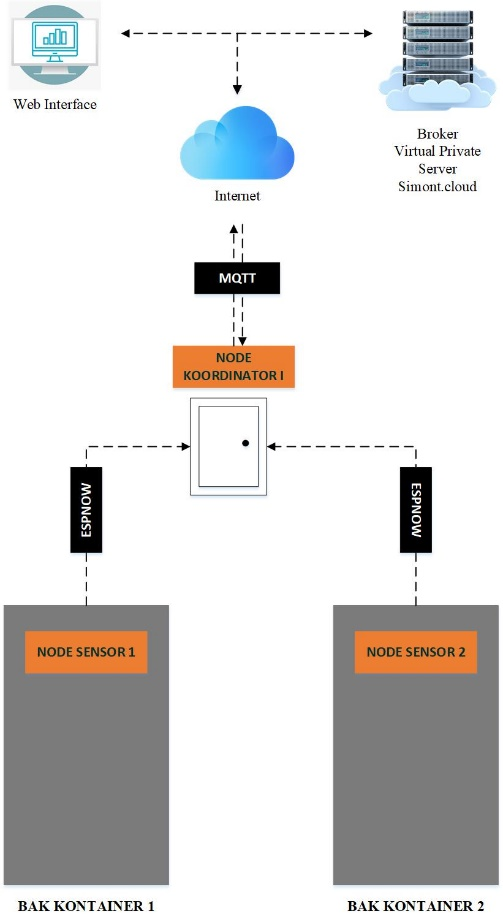 Web Interface
Broker
Virtual Private
Server
Simont.cloud
Internet
MQTT
NODE
KOORDINATOR I
ESPNOW
ESPNOW
NODE SENSOR 1
NODE SENSOR 2
BAK KONTAINER 1
BAK KONTAINER 2